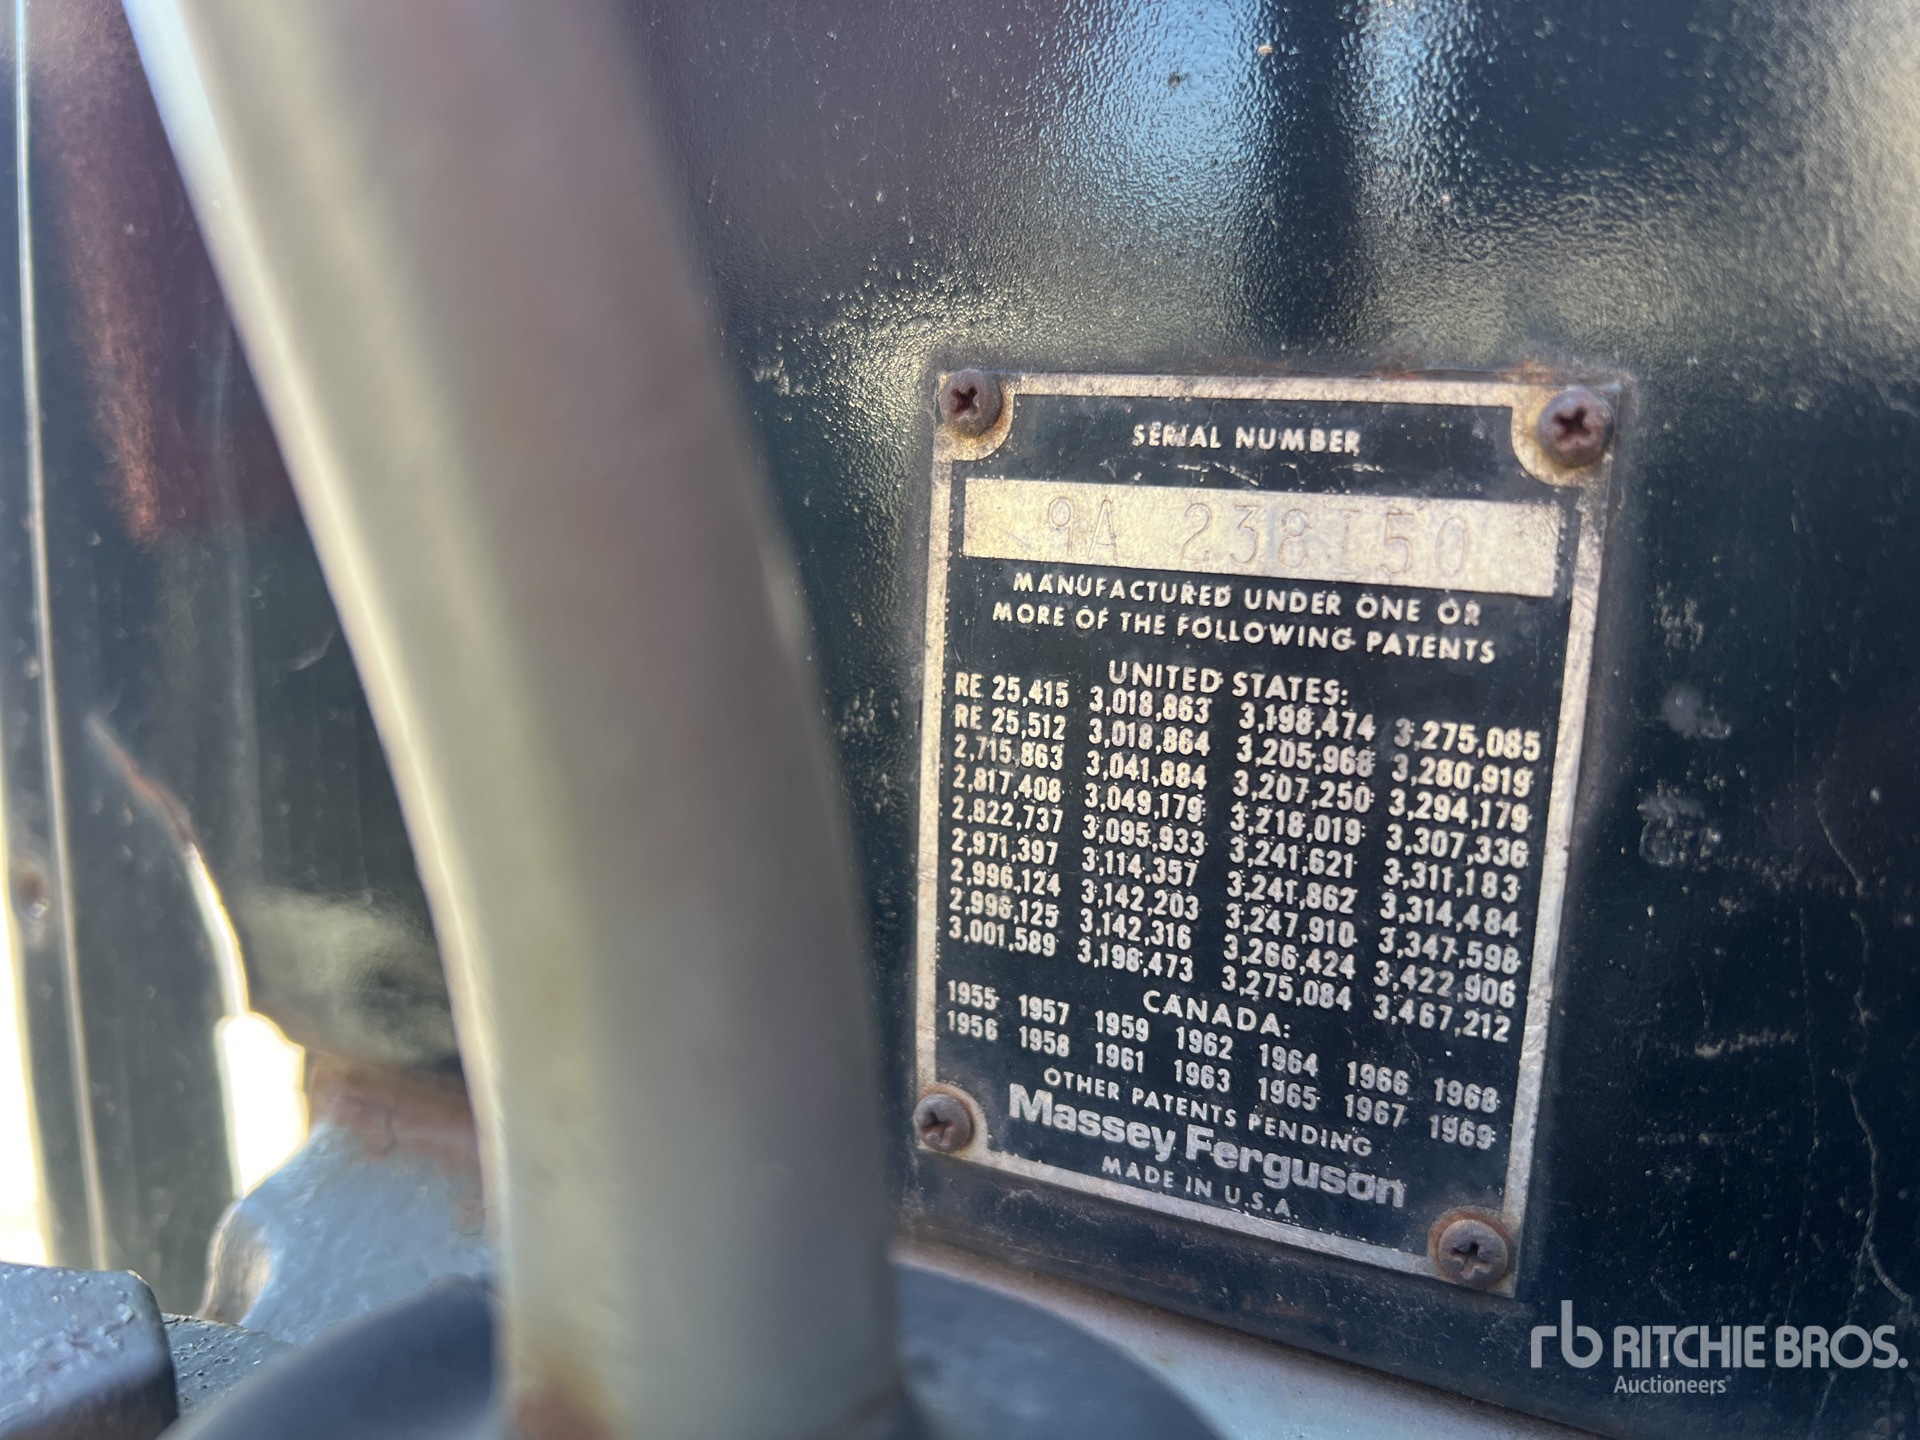 SERIAL NUMBER
9A 238150
MANUFACTURED UNDER ONE OR
MORE OF THE FOLLOWING PATENTS
UNITED STATES:
RE 25,415 3,018,863 3,198,474 3,275,085
RE 25,512 3,018,864 3,205,968 3,280,919
2,715,863 3,041,884 3,207,250 3,294,179
2,817,408 3,049,179 3,218,019 3,307,336
2,822,737 3,095,933 3,241,621 3,311,183
2,971,397 3,114,357 3,241,862 3,314,484
2,996,124 3,142,203 3,247,910 3,347,598
2,996,125 3,142,316 3,266,424 3,422,906
3,001,589 3,198,473 3,275,084 3,467,212
CANADA:
1955 1957 1959 1962 1964 1966 1968
1956 1958 1961 1963 1965 1967 1969
OTHER PATENTS PENDING
Massey Ferguson
MADE IN U.S.A.
rb RITCHIE BROS.
Auctioneers